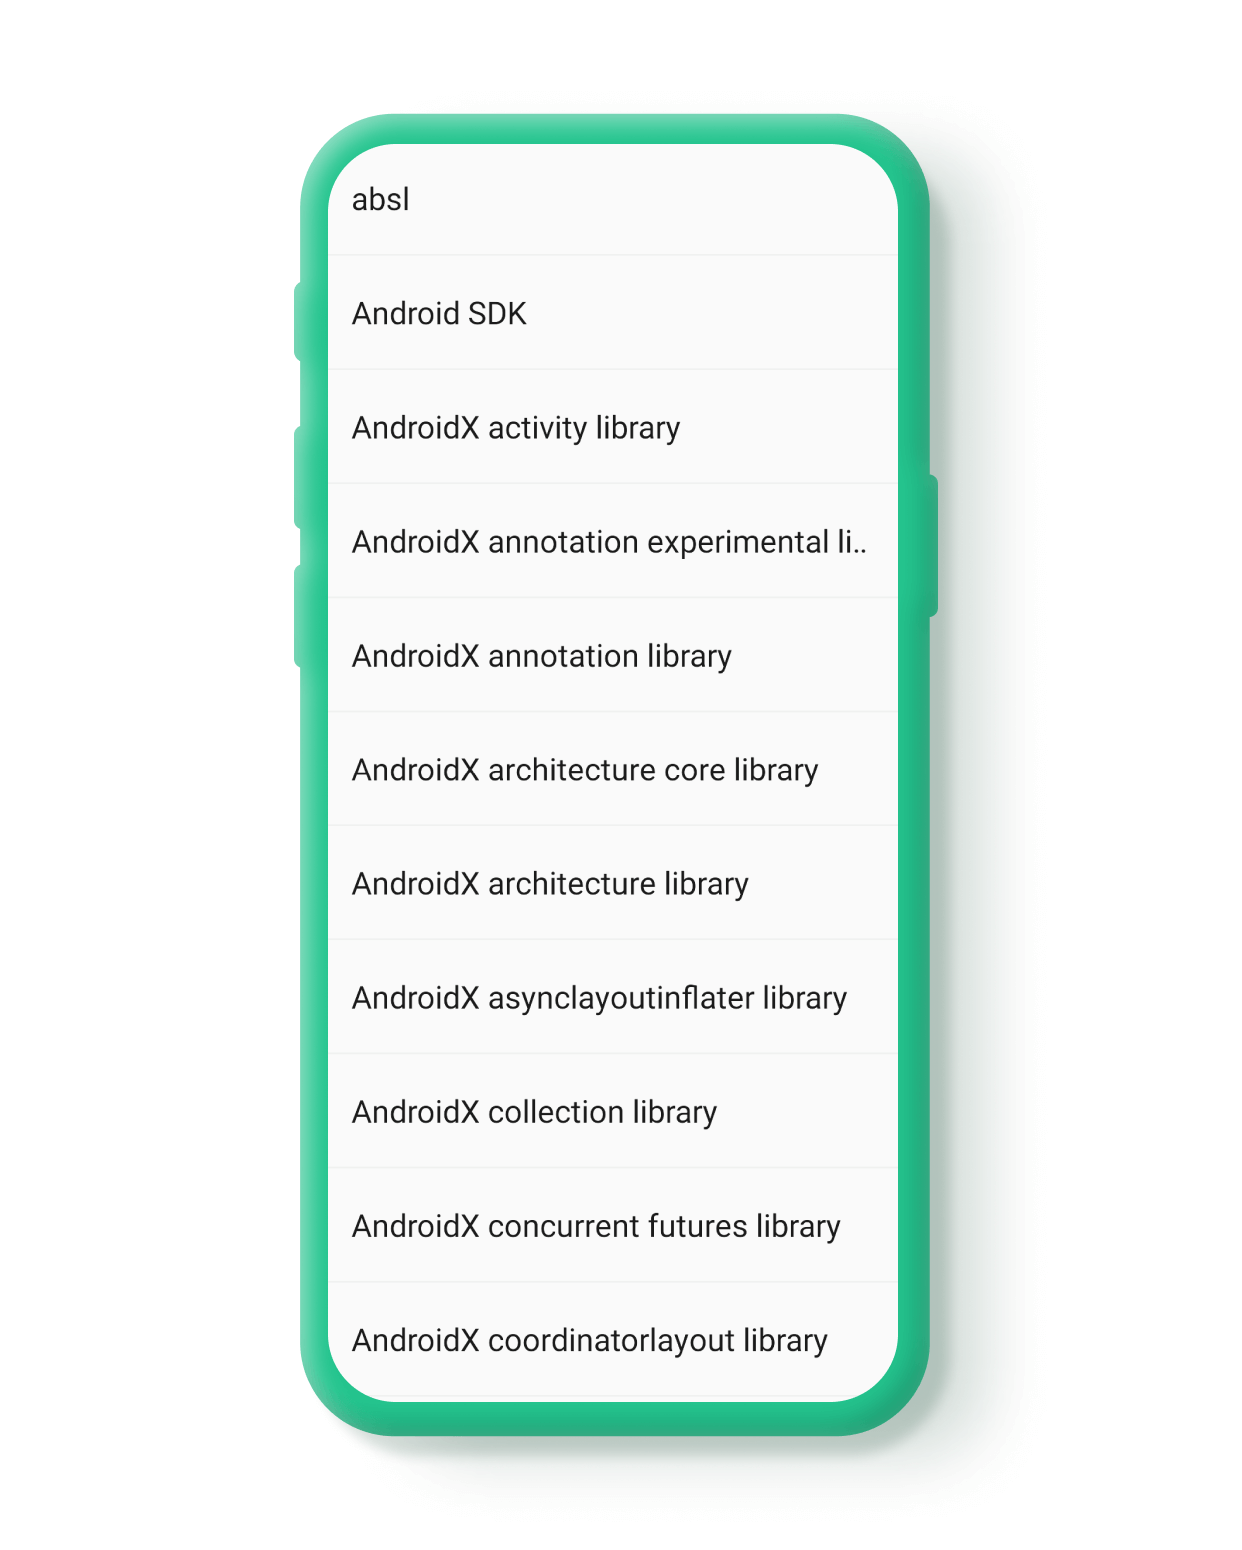 absl
Android SDK
AndroidX activity library
AndroidX annotation experimental li..
AndroidX annotation library
AndroidX architecture core library
AndroidX architecture library
AndroidX asynclayoutinflater library
AndroidX collection library
AndroidX concurrent futures library
AndroidX coordinatorlayout library